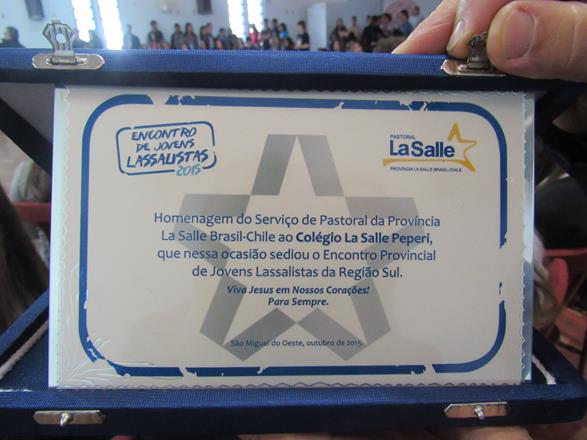 ENCONTRO
DE JOVENS
LASSALISTAS
2015
PASTORAL
La Salle
PROVÍNCIA LA SALLE BRASIL-CHILE
Homenagem do Serviço de Pastoral da Província
La Salle Brasil-Chile ao Colégio La Salle Peperi,
que nessa ocasião sediou o Encontro Provincial
de Jovens Lassalistas da Região Sul.
Viva Jesus em Nossos Corações!
Para Sempre.
São Miguel do Oeste, outubro de 2015.